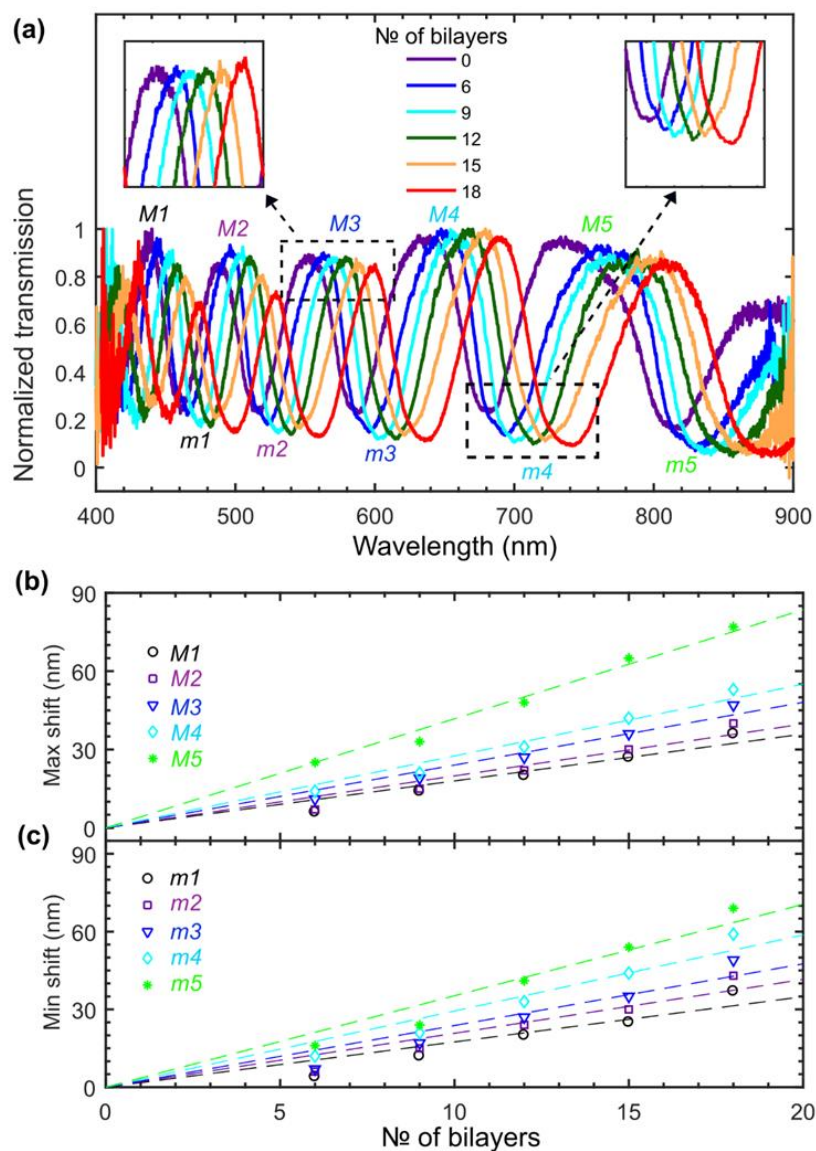 (a)
№ of bilayers
0
6
9
12
15
18
M1
M2
M3
M4
M5
1
0.8
0.6
0.4
0.2
0
Normalized transmission
m1
m2
m3
m4
m5
400 500 600 700 800 900
Wavelength (nm)
(b)
90
60
30
0
Max shift (nm)
M1
M2
M3
M4
M5
(c)
90
60
30
0
Min shift (nm)
m1
m2
m3
m4
m5
0 5 10 15 20
№ of bilayers